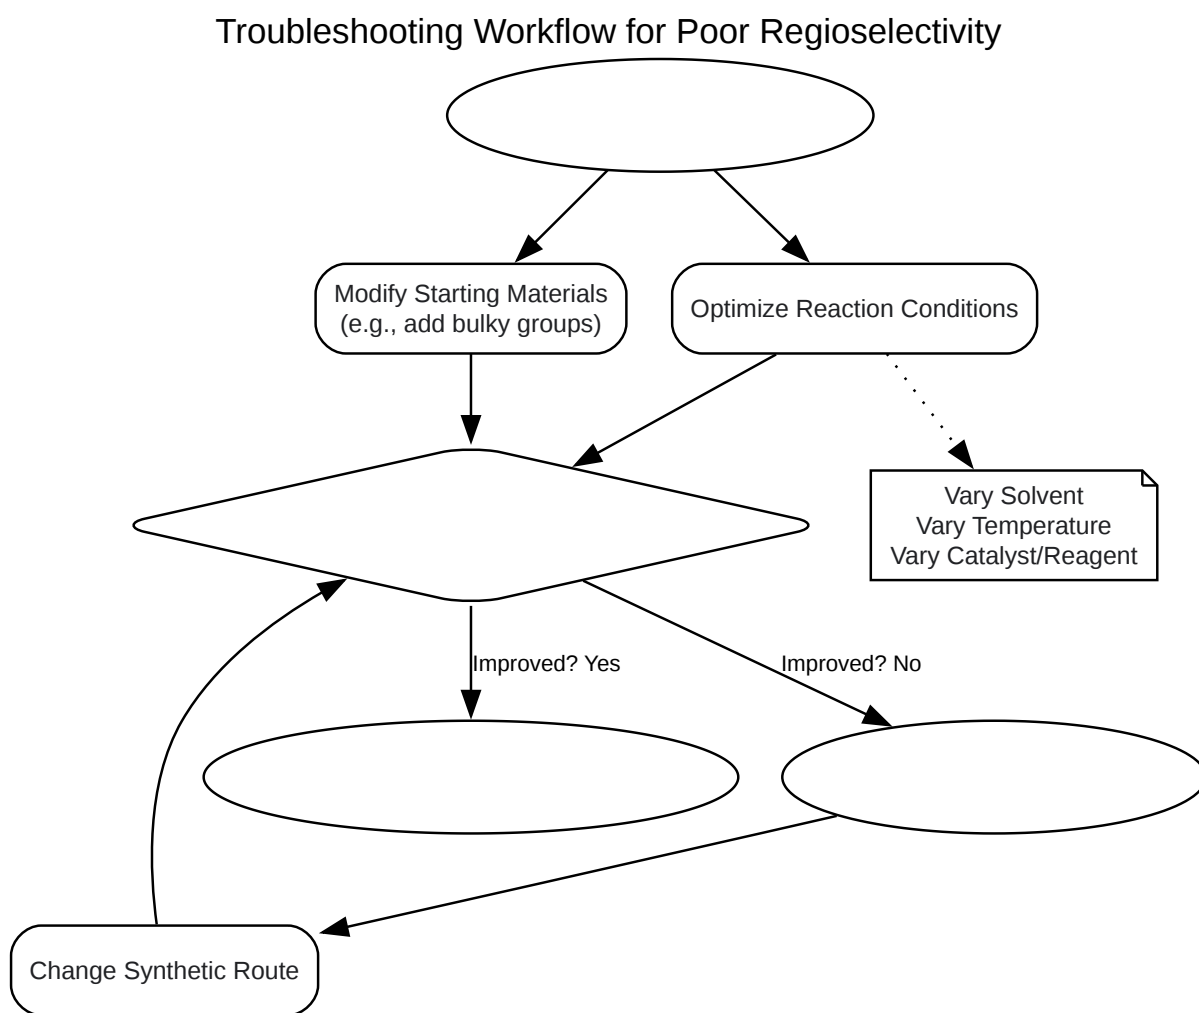 Troubleshooting Workflow for Poor Regioselectivity
Modify Starting Materials
(e.g., add bulky groups)
Optimize Reaction Conditions
Vary Solvent
Vary Temperature
Vary Catalyst/Reagent
Improved? Yes
Improved? No
Change Synthetic Route